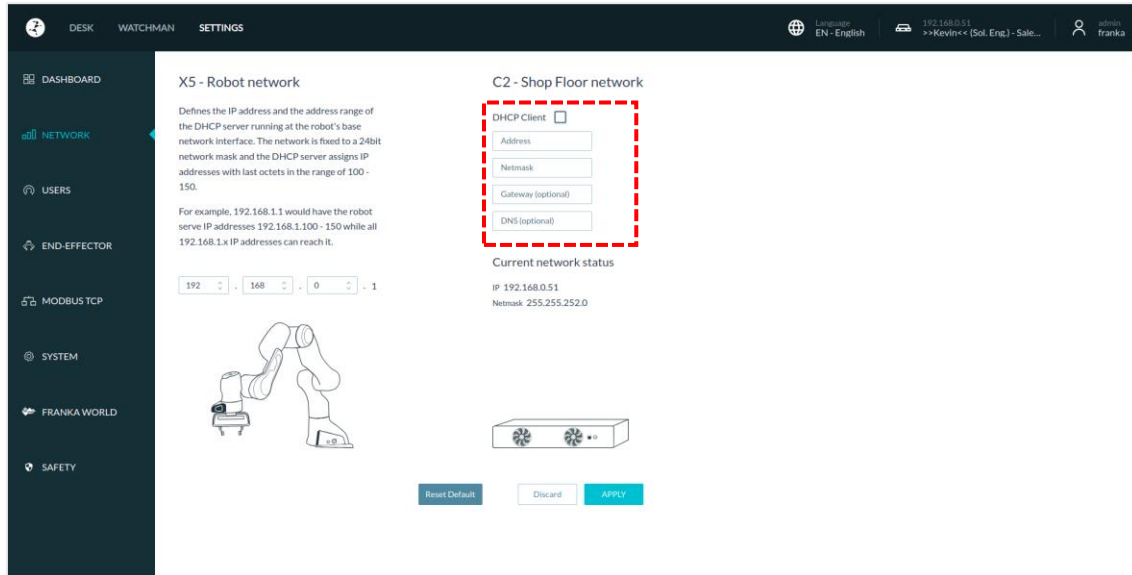 DESK WATCHMAN SETTINGS
Language
EN - English
192.168.0.51
>>Kevin<< (Sol. Eng.) - Sale...
admin
franka
DASHBOARD
NETWORK
USERS
END-EFFECTOR
MODBUS TCP
SYSTEM
FRANKA WORLD
SAFETY
X5 - Robot network
Defines the IP address and the address range of
the DHCP server running at the robot's base
network interface. The network is fixed to a 24bit
network mask and the DHCP server assigns IP
addresses with last octets in the range of 100 -
150.
For example, 192.168.1.1 would have the robot
serve IP addresses 192.168.1.100 - 150 while all
192.168.1.x IP addresses can reach it.
192 . 168 . 0 . 1
C2 - Shop Floor network
DHCP Client
Address
Netmask
Gateway (optional)
DNS (optional)
Current network status
IP 192.168.0.51
Netmask 255.255.252.0
Reset Default Discard APPLY